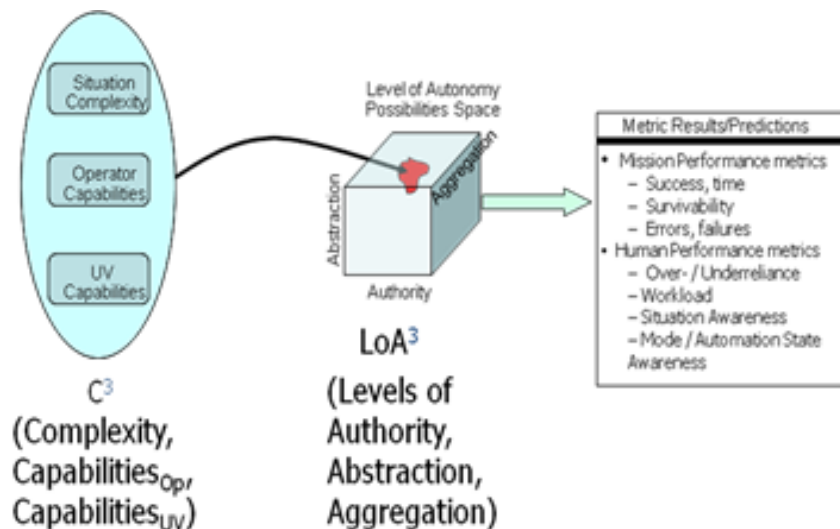 Situation
Complexity
Operator
Capabilities
UV
Capabilities
C³
(Complexity,
Capabilities_Op,
Capabilities_UV)
Level of Autonomy
Possibilities Space
Abstraction
Aggregation
Authority
LoA³
(Levels of
Authority,
Abstraction,
Aggregation)
Metric Results/Predictions
• Mission Performance metrics
– Success, time
– Survivability
– Errors, failures
• Human Performance metrics
– Over- / Underreliance
– Workload
– Situation Awareness
– Mode / Automation State
Awareness